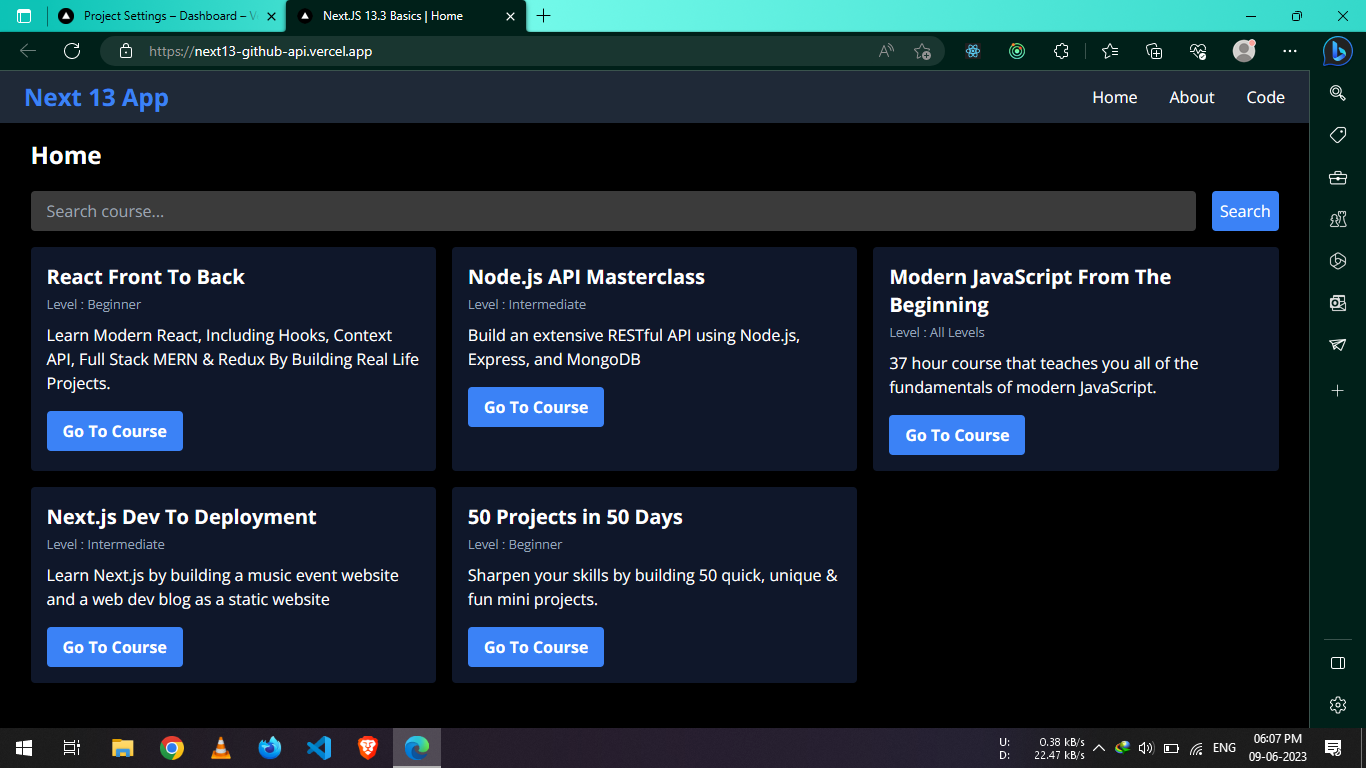 Project Settings – Dashboard – V
NextJS 13.3 Basics | Home
https://next13-github-api.vercel.app
Next 13 App
Home
About
Code
Home
Search course...
Search
React Front To Back
Level : Beginner
Learn Modern React, Including Hooks, Context
API, Full Stack MERN & Redux By Building Real Life
Projects.
Go To Course
Node.js API Masterclass
Level : Intermediate
Build an extensive RESTful API using Node.js,
Express, and MongoDB
Go To Course
Modern JavaScript From The
Beginning
Level : All Levels
37 hour course that teaches you all of the
fundamentals of modern JavaScript.
Go To Course
Next.js Dev To Deployment
Level : Intermediate
Learn Next.js by building a music event website
and a web dev blog as a static website
Go To Course
50 Projects in 50 Days
Level : Beginner
Sharpen your skills by building 50 quick, unique &
fun mini projects.
Go To Course
U: 0.38 kB/s
D: 22.47 kB/s
ENG
06:07 PM
09-06-2023